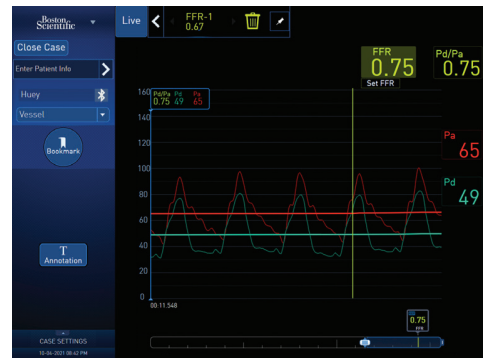 Boston
Scientific
Close Case
Enter Patient Info
Huey
Vessel
Bookmark
T
Annotation
CASE SETTINGS
10-04-2021 08:42 PM
Live
FFR-1
0.67
FFR
0.75
Set FFR
Pd/Pa
0.75
Pa
65
Pd
49
Pd/Pa Pd Pa
0.75 49 65
160
140
120
100
80
60
40
20
0
00:11.548
0.75
FFR